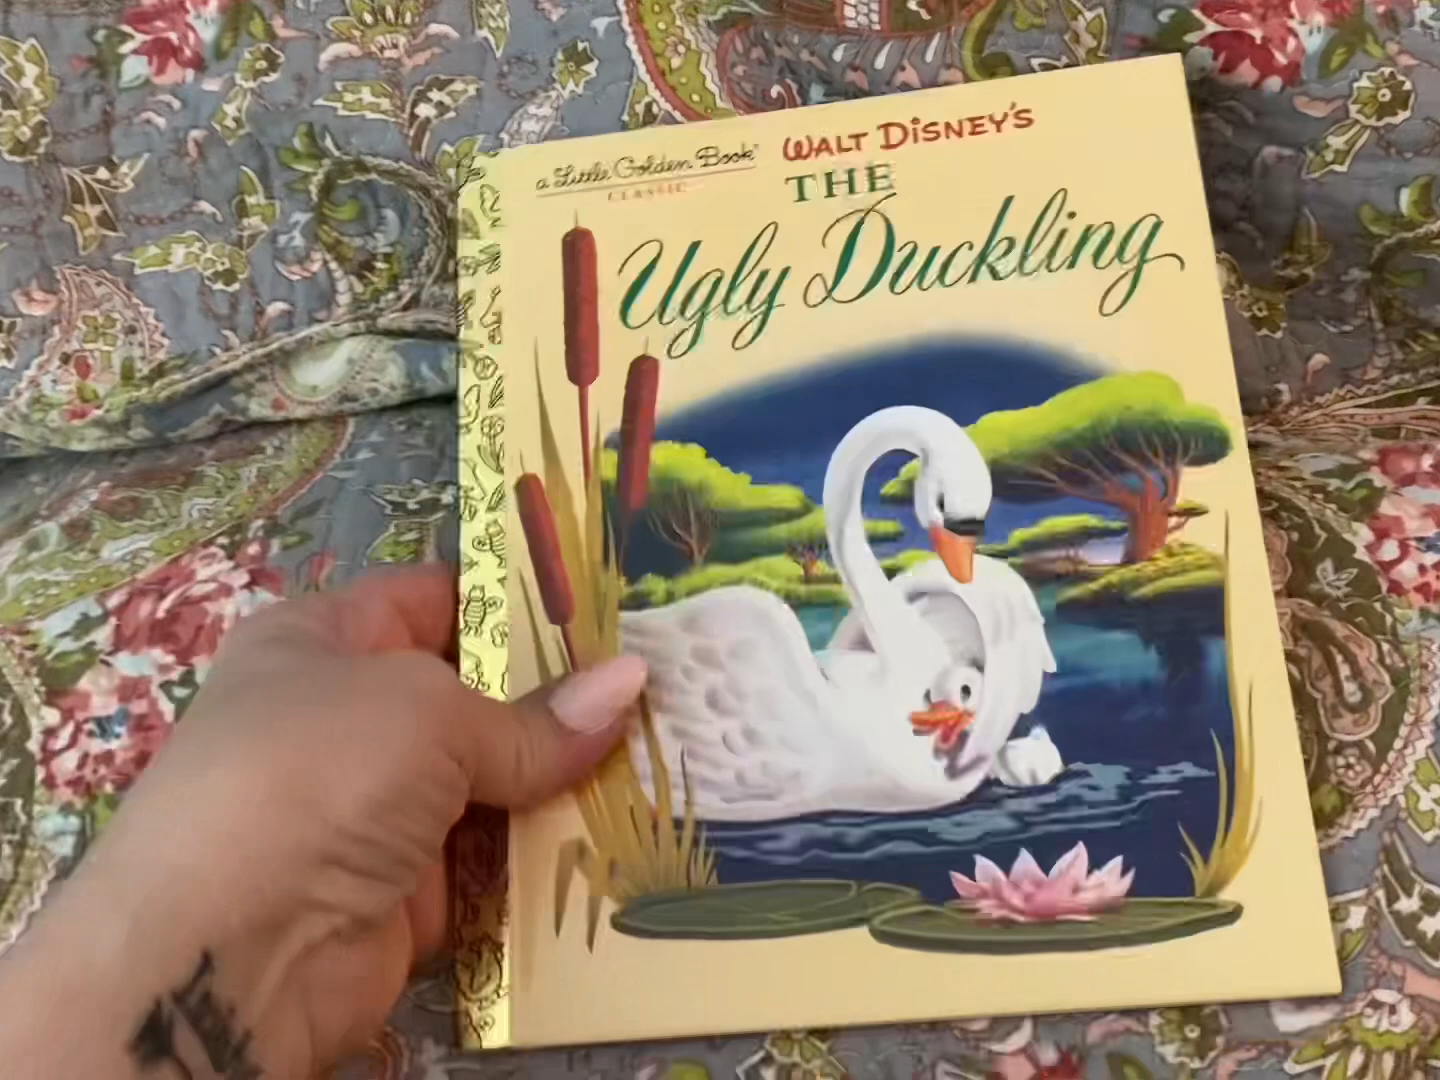 a Little Golden Book®
CLASSIC
WALT DISNEY'S
THE
Ugly Duckling